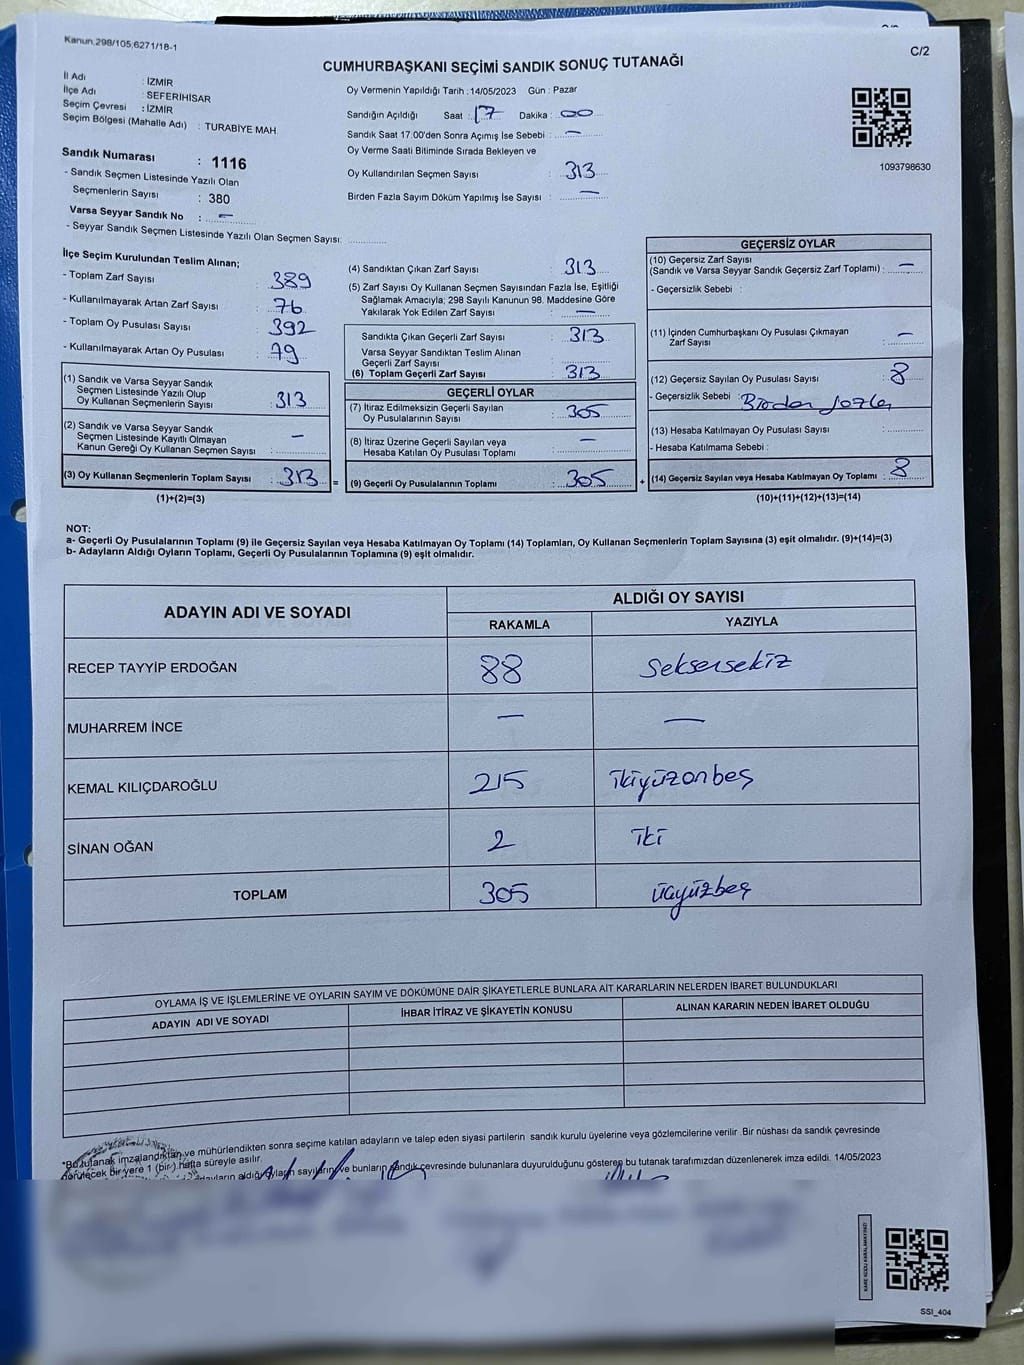 Kanun 298/105;6271/18-1
C/2
CUMHURBAŞKANI SEÇİMİ SANDIK SONUÇ TUTANAĞI
İl Adı : İZMİR
İlçe Adı : SEFERİHİSAR
Seçim Çevresi : İZMİR
Seçim Bölgesi (Mahalle Adı) : TURABİYE MAH.
Sandık Numarası : 1116
- Sandık Seçmen Listesinde Yazılı Olan
Seçmenlerin Sayısı : 380
Varsa Seyyar Sandık No : —
- Seyyar Sandık Seçmen Listesinde Yazılı Olan Seçmen Sayısı:
Oy Vermenin Yapıldığı Tarih :14/05/2023 Gün : Pazar
Sandığın Açıldığı Saat : 17 Dakika : 00
Sandık Saat 17:00'den Sonra Açımış İse Sebebi : —
Oy Verme Saati Bitiminde Sırada Bekleyen ve
Oy Kullandırılan Seçmen Sayısı : 313
Birden Fazla Sayım Döküm Yapılmış İse Sayısı : —
1093798630
İlçe Seçim Kurulundan Teslim Alınan;
- Toplam Zarf Sayısı : 389
- Kullanılmayarak Artan Zarf Sayısı : 76
- Toplam Oy Pusulası Sayısı : 392
- Kullanılmayarak Artan Oy Pusulası : 79
(1) Sandık ve Varsa Seyyar Sandık
Seçmen Listesinde Yazılı Olup
Oy Kullanan Seçmenlerin Sayısı : 313
(2) Sandık ve Varsa Seyyar Sandık
Seçmen Listesinde Kayıtlı Olmayan
Kanun Gereği Oy Kullanan Seçmen Sayısı : —
(3) Oy Kullanan Seçmenlerin Toplam Sayısı : 313 =
(1)+(2)=(3)
(4) Sandıktan Çıkan Zarf Sayısı : 313
(5) Zarf Sayısı Oy Kullanan Seçmen Sayısından Fazla İse, Eşitliği
Sağlamak Amacıyla; 298 Sayılı Kanunun 98. Maddesine Göre
Yakılarak Yok Edilen Zarf Sayısı : —
Sandıkta Çıkan Geçerli Zarf Sayısı : 313
Varsa Seyyar Sandıktan Teslim Alınan
Geçerli Zarf Sayısı :
(6) Toplam Geçerli Zarf Sayısı : 313
GEÇERLİ OYLAR
(7) İtiraz Edilmeksizin Geçerli Sayılan
Oy Pusulalarının Sayısı : 305
(8) İtiraz Üzerine Geçerli Sayılan veya
Hesaba Katılan Oy Pusulası Toplamı : —
(9) Geçerli Oy Pusulalarının Toplamı : 305 +
GEÇERSİZ OYLAR
(10) Geçersiz Zarf Sayısı
(Sandık ve Varsa Seyyar Sandık Geçersiz Zarf Toplamı) : —
- Geçersizlik Sebebi :
(11) İçinden Cumhurbaşkanı Oy Pusulası Çıkmayan
Zarf Sayısı : —
(12) Geçersiz Sayılan Oy Pusulası Sayısı : 8
- Geçersizlik Sebebi :
(13) Hesaba Katılmayan Oy Pusulası Sayısı :
- Hesaba Katılmama Sebebi :
(14) Geçersiz Sayılan veya Hesaba Katılmayan Oy Toplamı : 8
(10)+(11)+(12)+(13)=(14)
NOT:
a- Geçerli Oy Pusulalarının Toplamı (9) ile Geçersiz Sayılan veya Hesaba Katılmayan Oy Toplamı (14) Toplamları, Oy Kullanan Seçmenlerin Toplam Sayısına (3) eşit olmalıdır. (9)+(14)=(3)
b- Adayların Aldığı Oyların Toplamı, Geçerli Oy Pusulalarının Toplamına (9) eşit olmalıdır.
ADAYIN ADI VE SOYADI
ALDIĞI OY SAYISI
RAKAMLA YAZIYLA
RECEP TAYYİP ERDOĞAN 88 Seksensekiz
MUHARREM İNCE — —
KEMAL KILIÇDAROĞLU 215 ikiyüzonbeş
SİNAN OĞAN 2 iki
TOPLAM 305 üçyüzbeş
OYLAMA İŞ VE İŞLEMLERİNE VE OYLARIN SAYIM VE DÖKÜMÜNE DAİR ŞİKAYETLERLE BUNLARA AİT KARARLARIN NELERDEN İBARET BULUNDUKLARI
ADAYIN ADI VE SOYADI İHBAR İTİRAZ VE ŞİKAYETİN KONUSU ALINAN KARARIN NEDEN İBARET OLDUĞU
*Bu tutanak imzalandıktan ve mühürlendikten sonra seçime katılan adayların ve talep eden siyasi partilerin sandık kurulu üyelerine veya gözlemcilerine verilir. Bir nüshası da sandık çevresinde
görülecek bir yere 1 (bir) hafta süreyle asılır.
aldığı oyların sayılarını ve bunların sandık çevresinde bulunanlara duyurulduğunu gösteren bu tutanak tarafımızdan düzenlenerek imza edildi. 14/05/2023
SSI_404